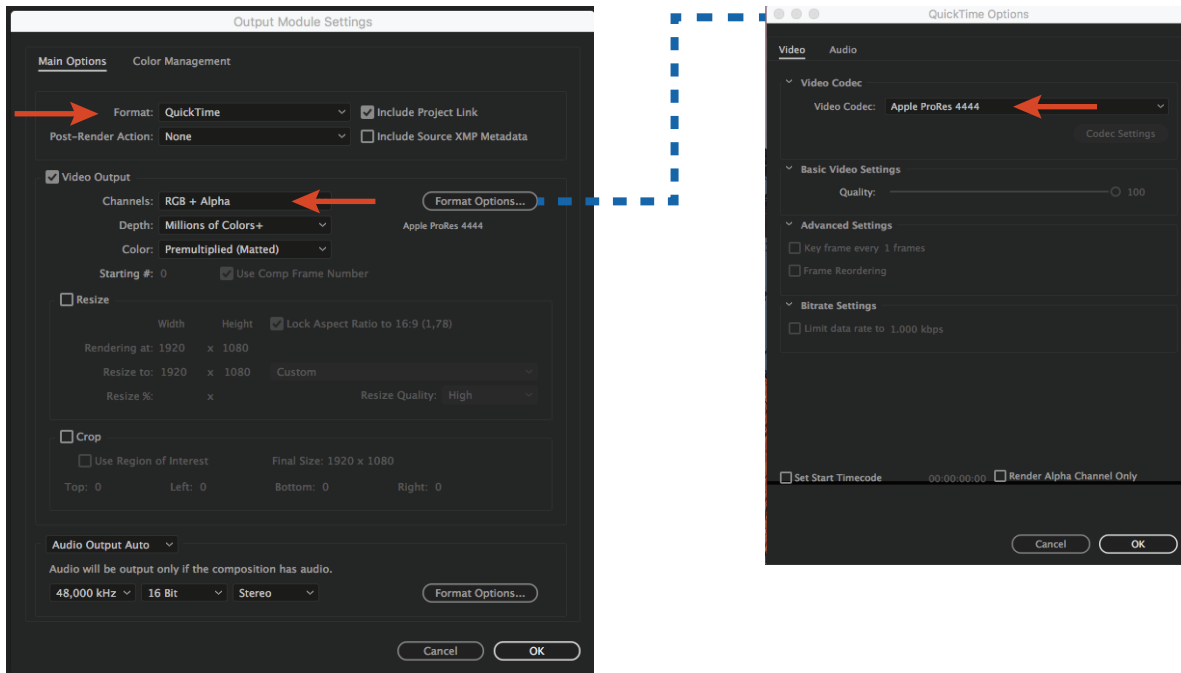 Output Module Settings
Main Options Color Management
Format: QuickTime Include Project Link
Post-Render Action: None Include Source XMP Metadata
Video Output
Channels: RGB + Alpha Format Options...
Depth: Millions of Colors+ Apple ProRes 4444
Color: Premultiplied (Matted)
Starting #: 0 Use Comp Frame Number
Resize
Width Height Lock Aspect Ratio to 16:9 (1,78)
Rendering at: 1920 x 1080
Resize to: 1920 x 1080 Custom
Resize %: x Resize Quality: High
Crop
Use Region of Interest Final Size: 1920 x 1080
Top: 0 Left: 0 Bottom: 0 Right: 0
Audio Output Auto
Audio will be output only if the composition has audio.
48,000 kHz 16 Bit Stereo Format Options...
Cancel OK
QuickTime Options
Video Audio
Video Codec
Video Codec: Apple ProRes 4444
Codec Settings
Basic Video Settings
Quality: 100
Advanced Settings
Key frame every 1 frames
Frame Reordering
Bitrate Settings
Limit data rate to 1.000 kbps
Set Start Timecode 00:00:00:00 Render Alpha Channel Only
Cancel OK